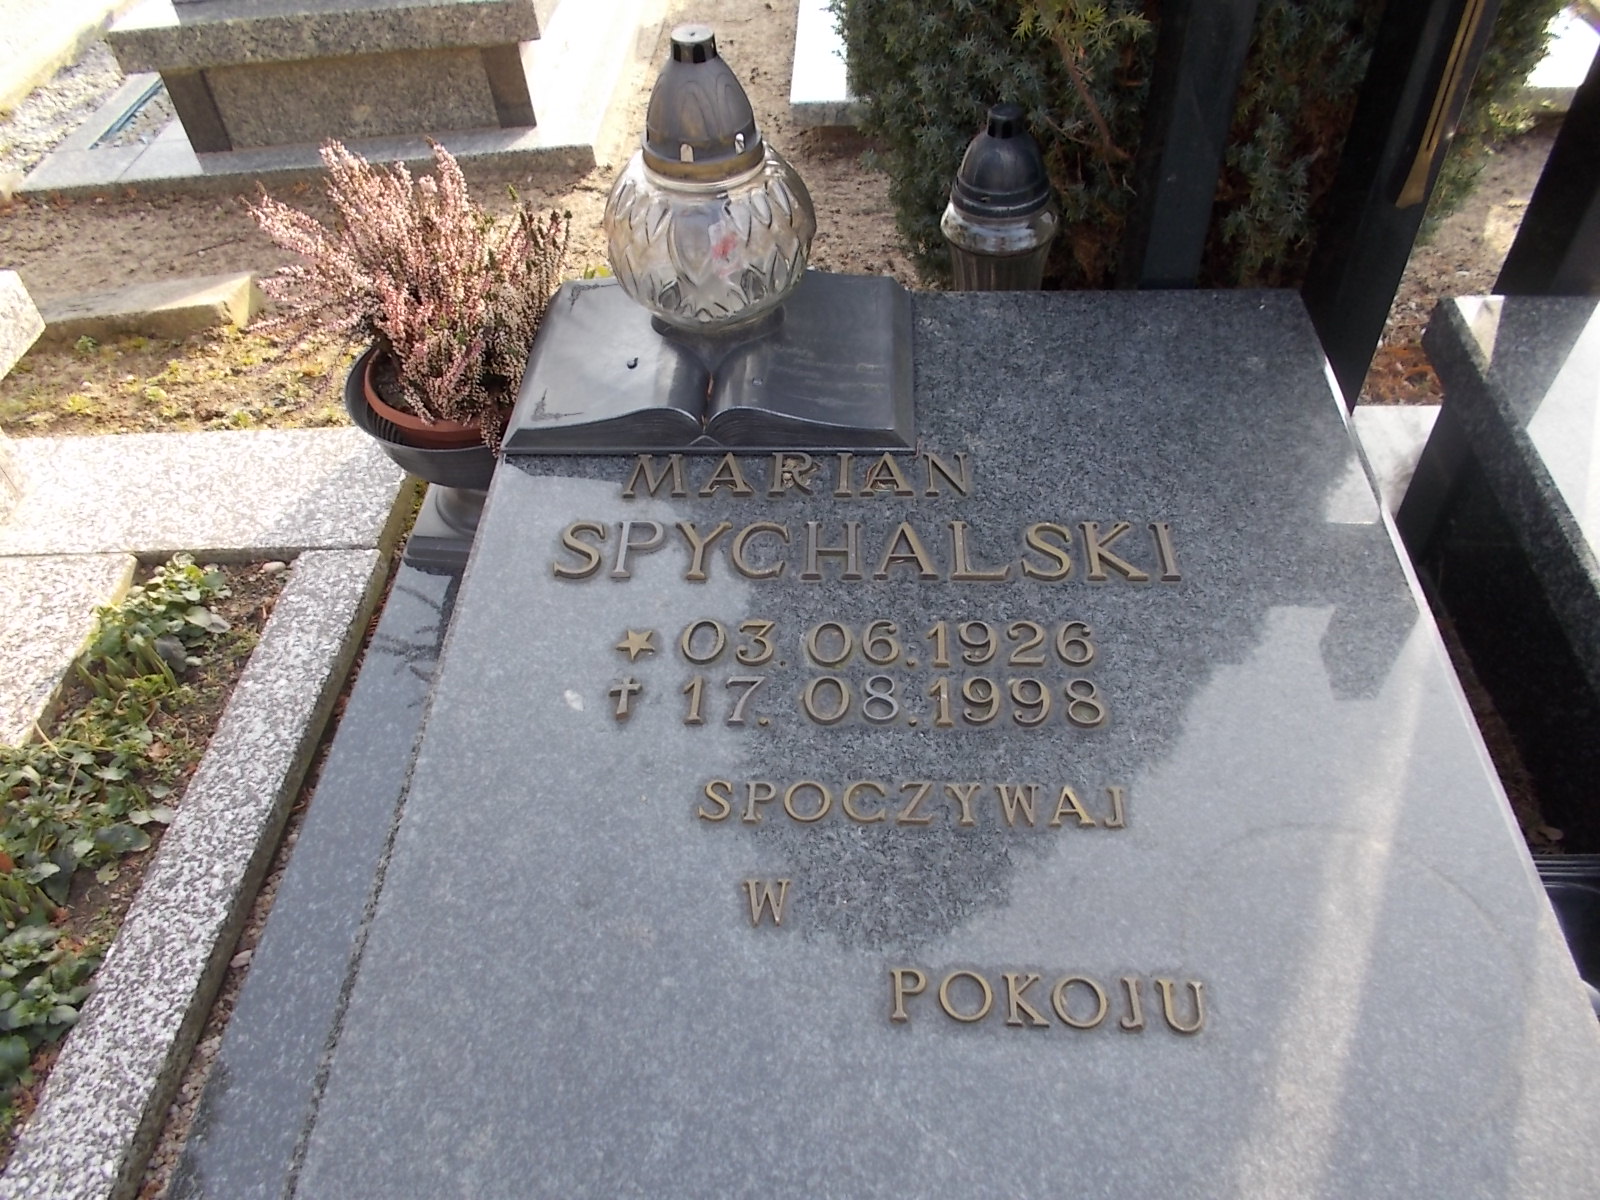 MARIAN
SPYCHALSKI
★ 03.06.1926
✝ 17.08.1998
SPOCZYWAJ
W
POKOJU